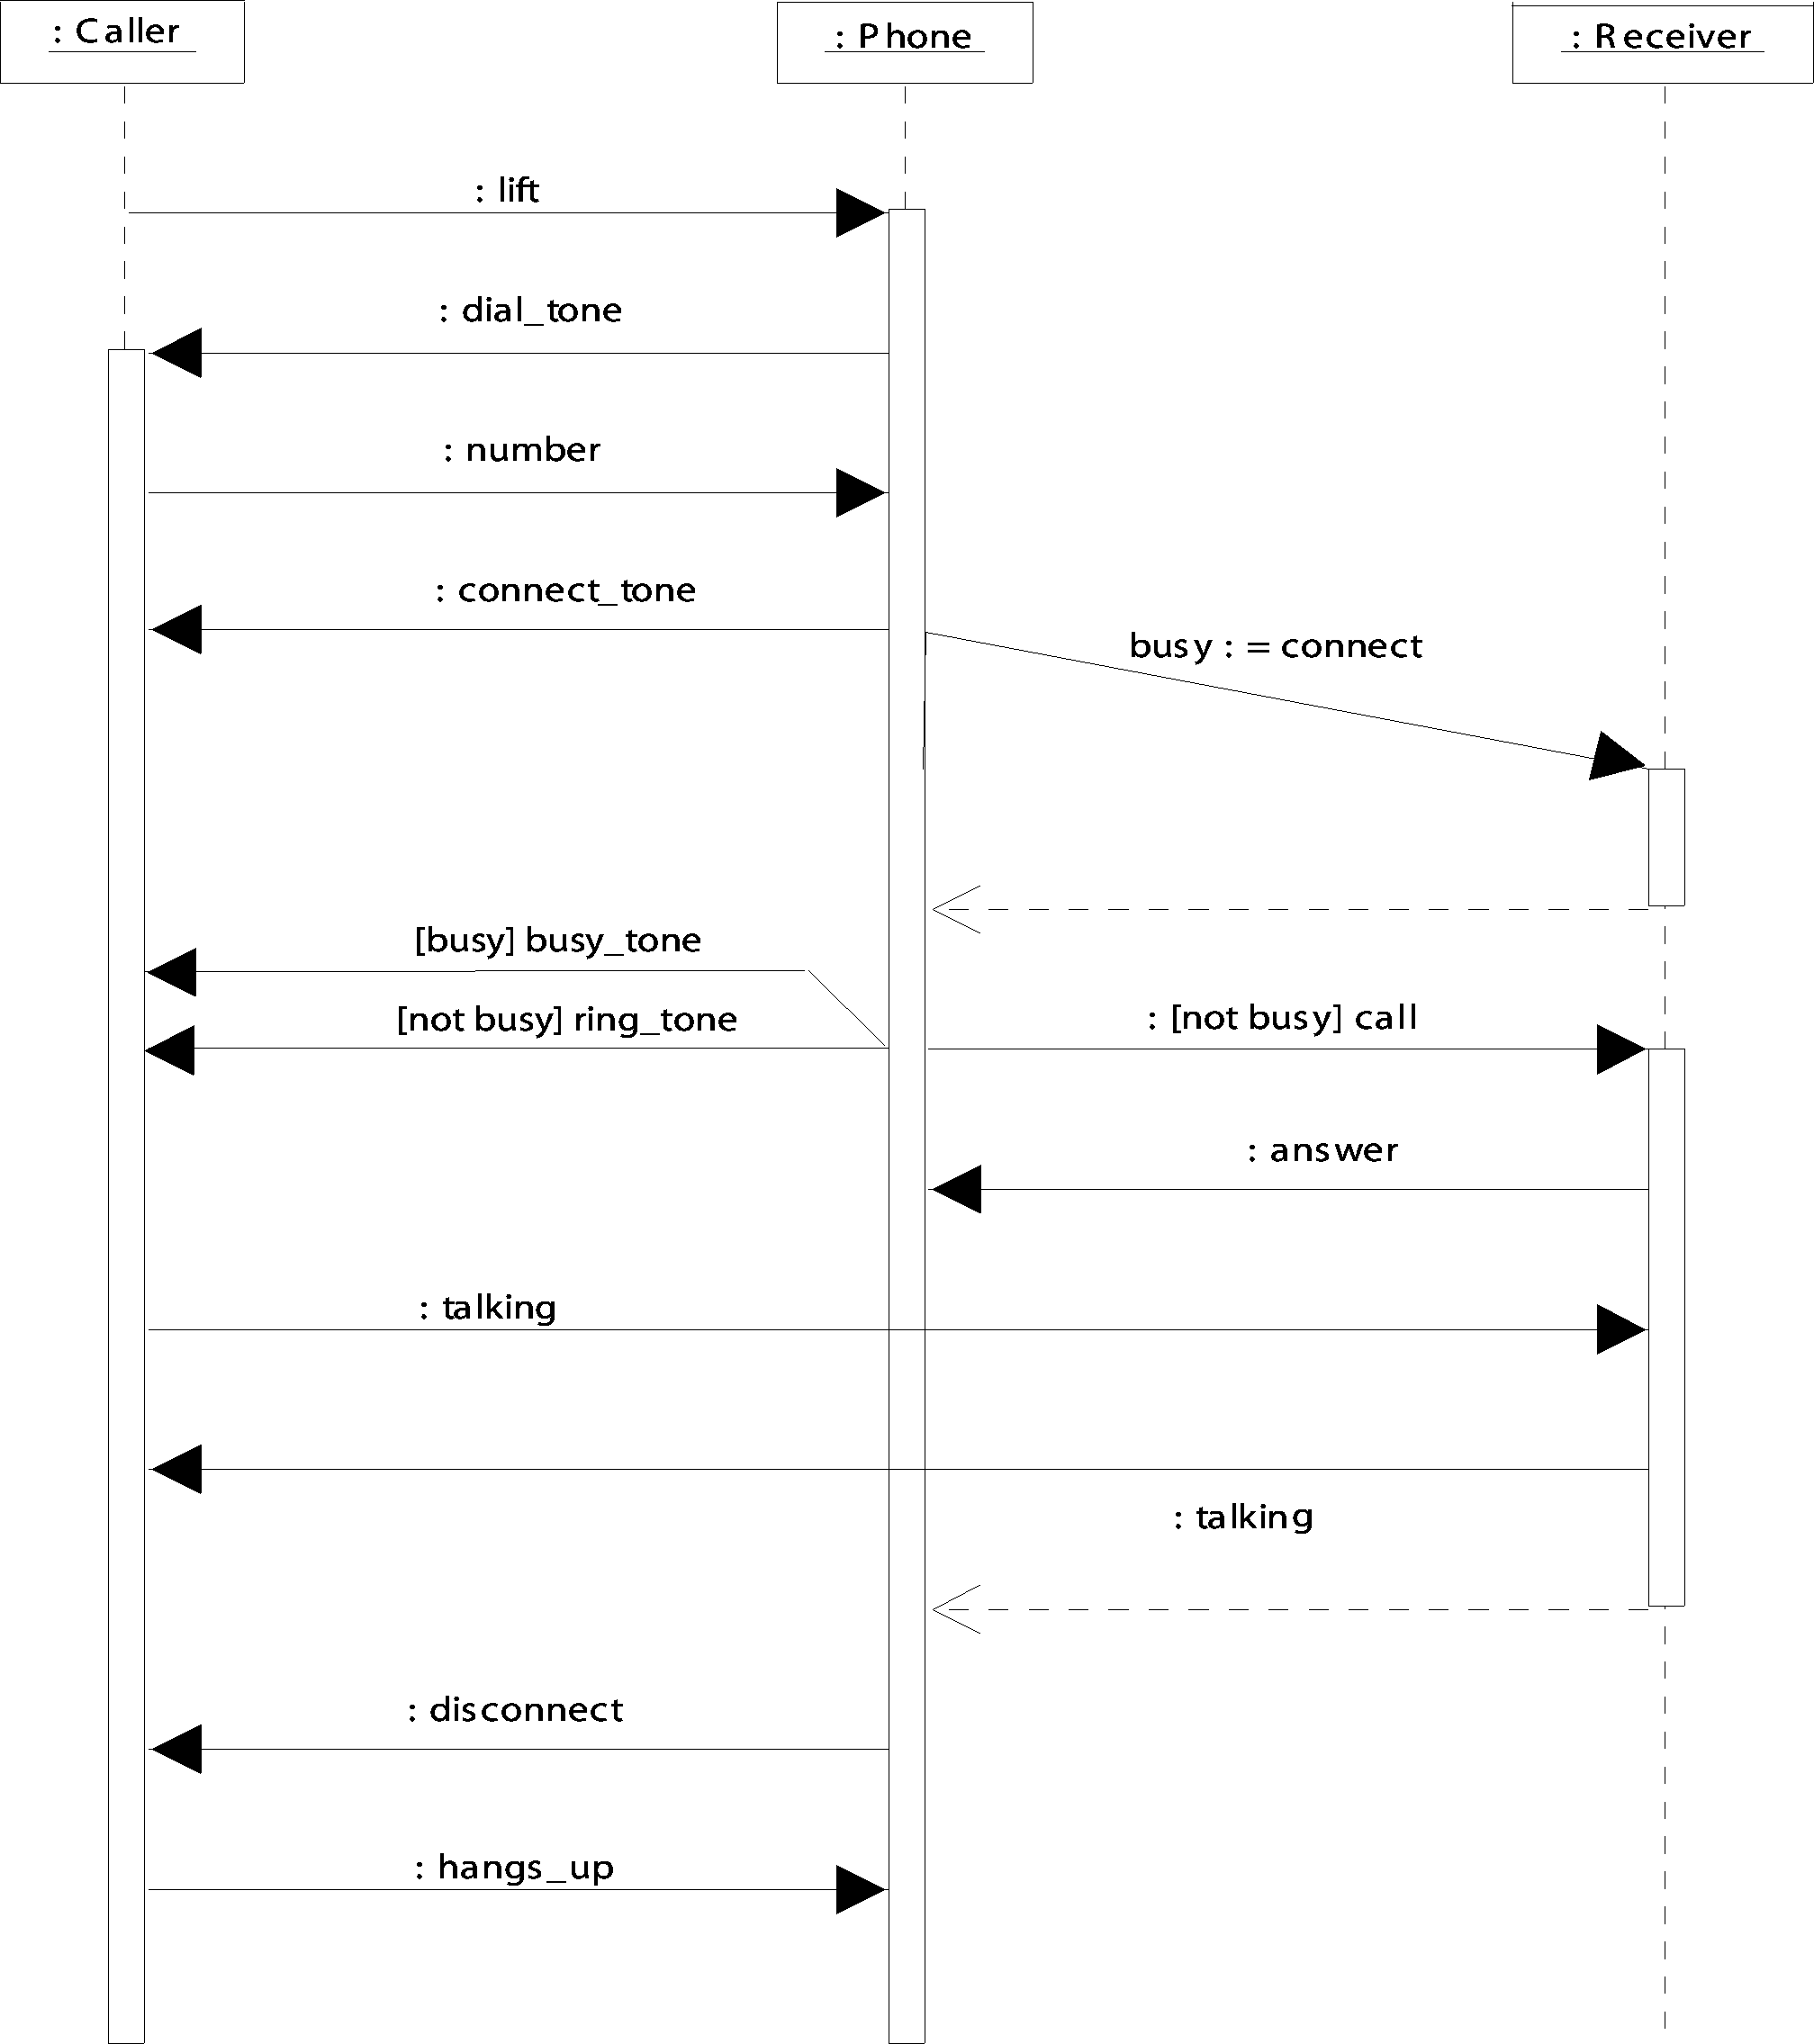 : Caller
: Phone
: Receiver
: lift
: dial_tone
: number
: connect_tone
busy : = connect
[busy] busy_tone
[not busy] ring_tone
: [not busy] call
: answer
: talking
: talking
: disconnect
: hangs_up